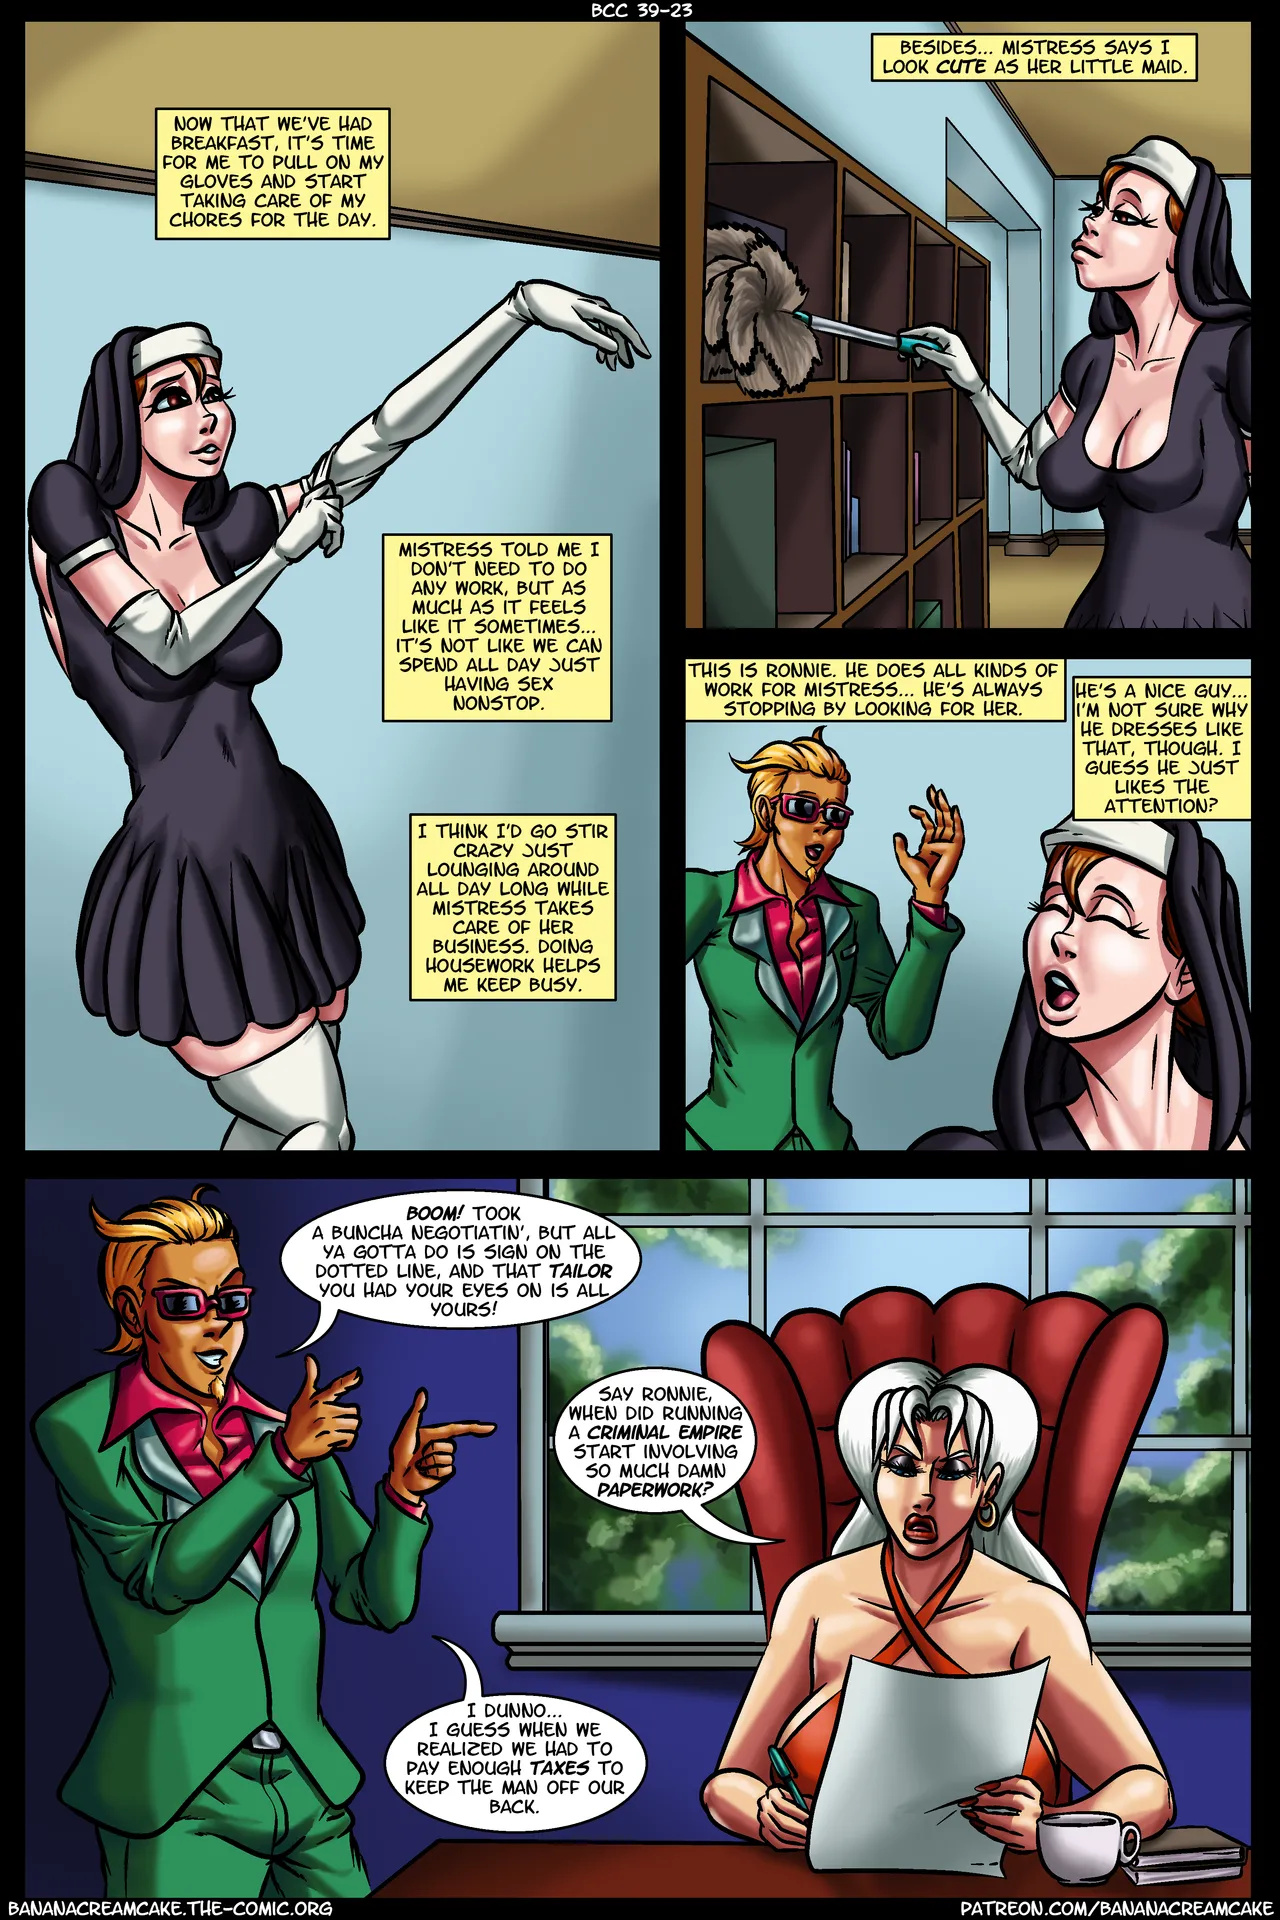 BCC 39-23
NOW THAT WE'VE HAD
BREAKFAST, IT'S TIME
FOR ME TO PULL ON MY
GLOVES AND START
TAKING CARE OF MY
CHORES FOR THE DAY.
MISTRESS TOLD ME I
DON'T NEED TO DO
ANY WORK, BUT AS
MUCH AS IT FEELS
LIKE IT SOMETIMES...
IT'S NOT LIKE WE CAN
SPEND ALL DAY JUST
HAVING SEX
NONSTOP.
I THINK I'D GO STIR
CRAZY JUST
LOUNGING AROUND
ALL DAY LONG WHILE
MISTRESS TAKES
CARE OF HER
BUSINESS. DOING
HOUSEWORK HELPS
ME KEEP BUSY.
BESIDES... MISTRESS SAYS I
LOOK CUTE AS HER LITTLE MAID.
THIS IS RONNIE. HE DOES ALL KINDS OF
WORK FOR MISTRESS... HE'S ALWAYS
STOPPING BY LOOKING FOR HER.
HE'S A NICE GUY...
I'M NOT SURE WHY
HE DRESSES LIKE
THAT, THOUGH. I
GUESS HE JUST
LIKES THE
ATTENTION?
BOOM! TOOK
A BUNCHA NEGOTIATIN', BUT ALL
YA GOTTA DO IS SIGN ON THE
DOTTED LINE, AND THAT TAILOR
YOU HAD YOUR EYES ON IS ALL
YOURS!
SAY RONNIE,
WHEN DID RUNNING
A CRIMINAL EMPIRE
START INVOLVING
SO MUCH DAMN
PAPERWORK?
I DUNNO...
I GUESS WHEN WE
REALIZED WE HAD TO
PAY ENOUGH TAXES TO
KEEP THE MAN OFF OUR
BACK.
BANANACREAMCAKE.THE-COMIC.ORG
PATREON.COM/BANANACREAMCAKE